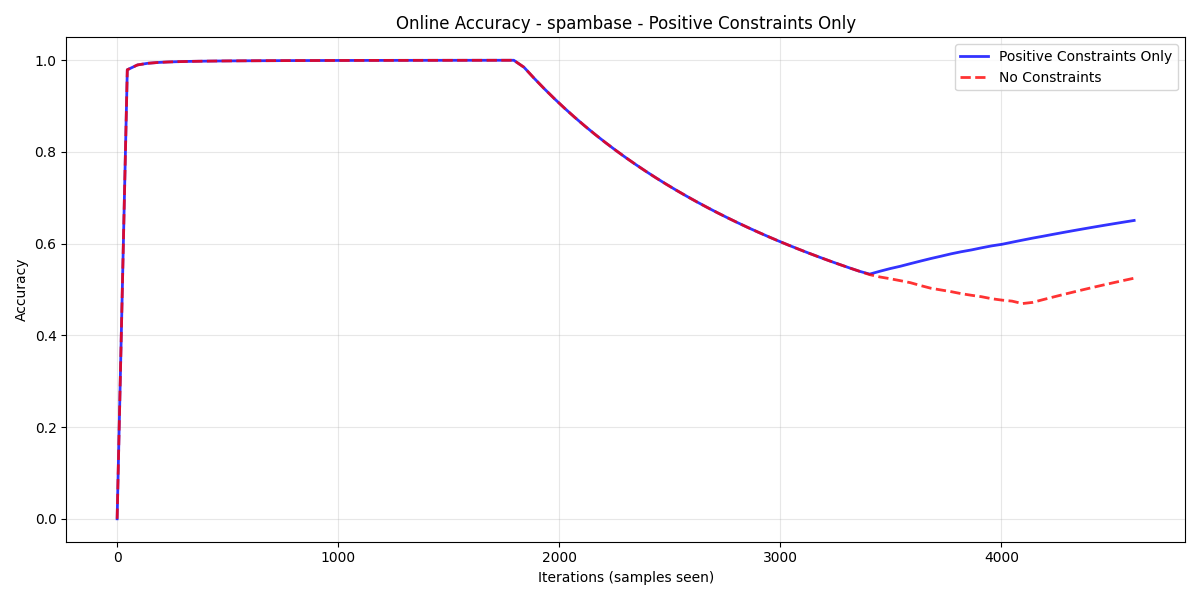 Online Accuracy - spambase - Positive Constraints Only
Positive Constraints Only
No Constraints
1.0
0.8
0.6
0.4
0.2
0.0
Accuracy
0 1000 2000 3000 4000
Iterations (samples seen)